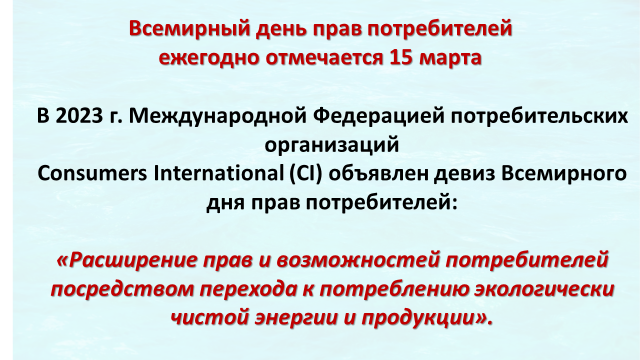 Всемирный день прав потребителей
ежегодно отмечается 15 марта
В 2023 г. Международной Федерацией потребительских
организаций
Consumers International (CI) объявлен девиз Всемирного
дня прав потребителей:
«Расширение прав и возможностей потребителей
посредством перехода к потреблению экологически
чистой энергии и продукции».